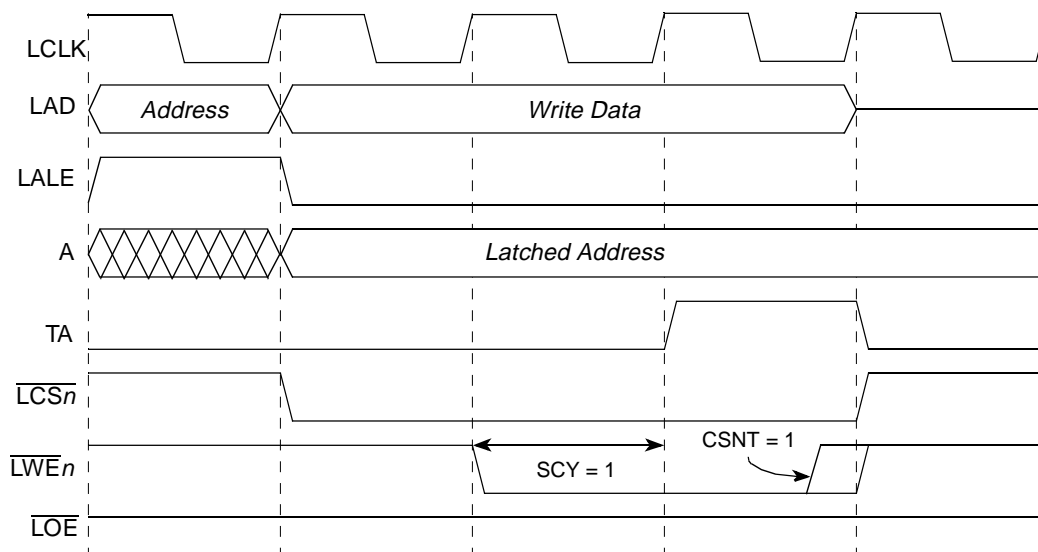 LCLK
LAD Address Write Data
LALE
A Latched Address
TA
LCSn
CSNT = 1
LWEn SCY = 1
LOE